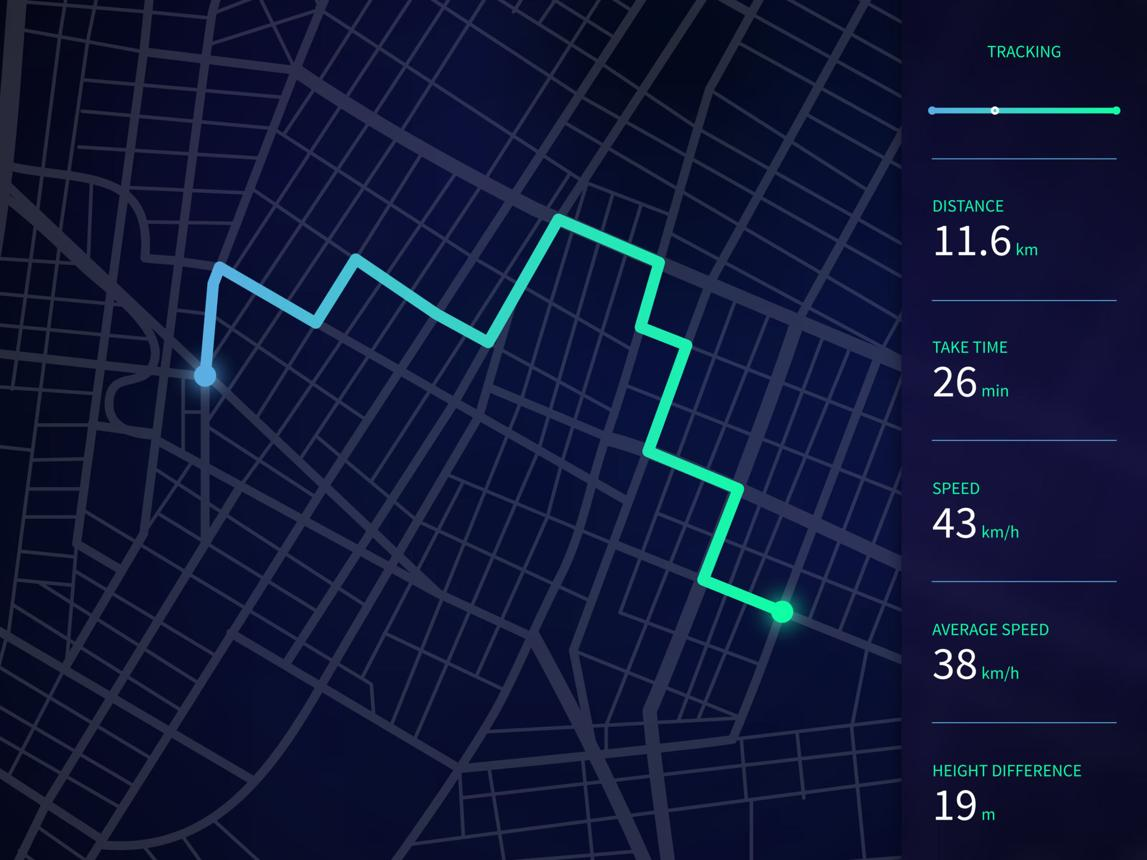 TRACKING
DISTANCE
11.6 km
TAKE TIME
26 min
SPEED
43 km/h
AVERAGE SPEED
38 km/h
HEIGHT DIFFERENCE
19 m